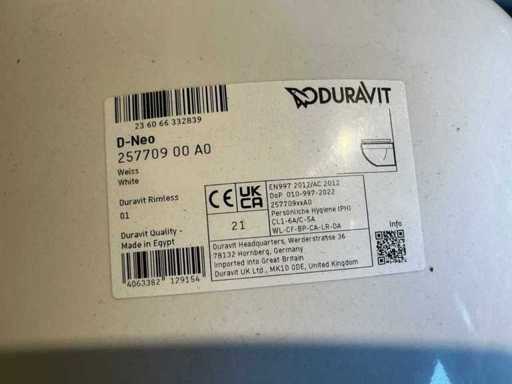 DURAVIT
23 60 66 332839
D-Neo
257709 00 A0
Weiss
White
Duravit Rimless
01
Duravit Quality -
Made in Egypt
4063382 129154
CE UK CA
21
EN997 2012/AC 2012
DoP 010-997-2022
257709xxA0
Persönliche Hygiene (PH)
CL1-6A/C-5A
WL-CF-BP-CA-LR-DA
Info
Duravit Headquarters, Werderstrasse 36
78132 Hornberg, Germany
Imported into Great Britain
Duravit UK Ltd., MK10 0DE, United Kingdom